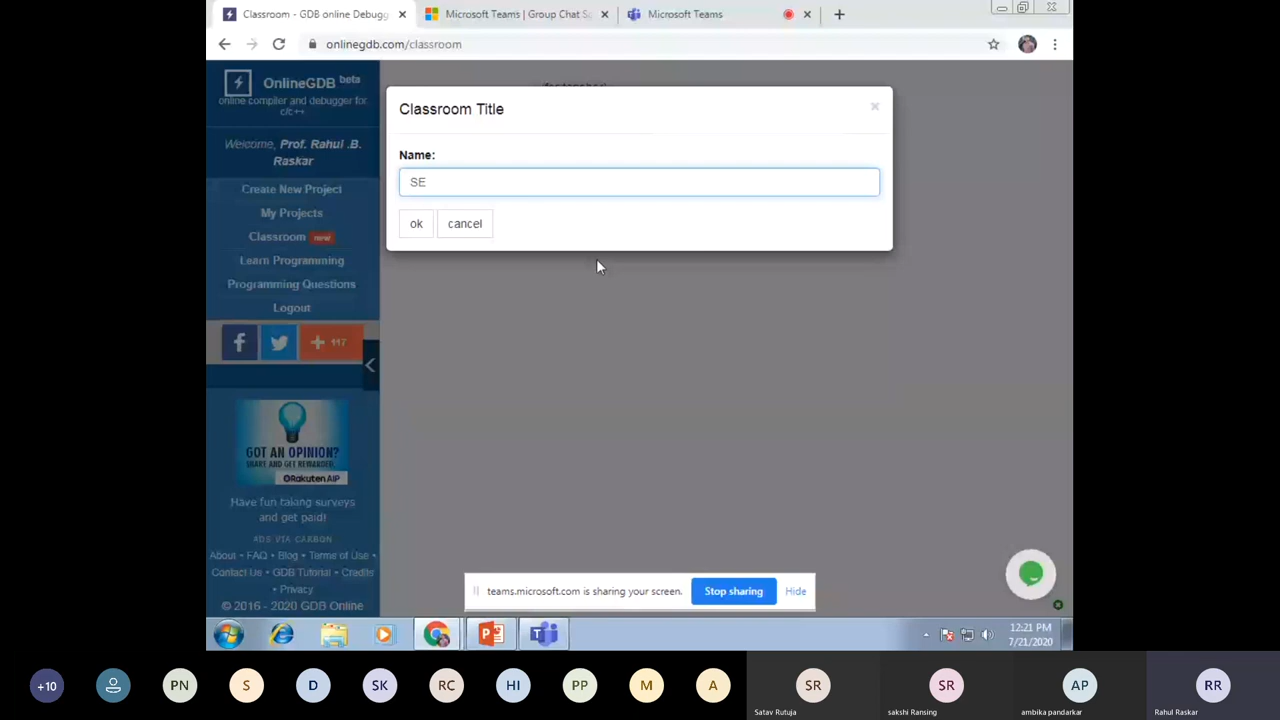 Classroom - GDB online Debugg
Microsoft Teams | Group Chat S
Microsoft Teams
onlinegdb.com/classroom
OnlineGDB beta
online compiler and debugger for
c/c++
Welcome, Prof. Rahul .B.
Raskar
Create New Project
My Projects
Classroom new
Learn Programming
Programming Questions
Logout
117
GOT AN OPINION?
SHARE AND GET REWARDED.
Rakuten AIP
Have fun taking surveys
and get paid!
ADS VIA CARBON
About • FAQ • Blog • Terms of Use •
Contact Us • GDB Tutorial • Credits
• Privacy
© 2016 - 2020 GDB Online
Classroom Title
×
Name:
SE
ok
cancel
teams.microsoft.com is sharing your screen.
Stop sharing
Hide
12:21 PM
7/21/2020
+10
PN
S
D
SK
RC
HI
PP
M
A
SR
Satav Rutuja
SR
sakshi Ransing
AP
ambika pandarkar
RR
Rahul Raskar